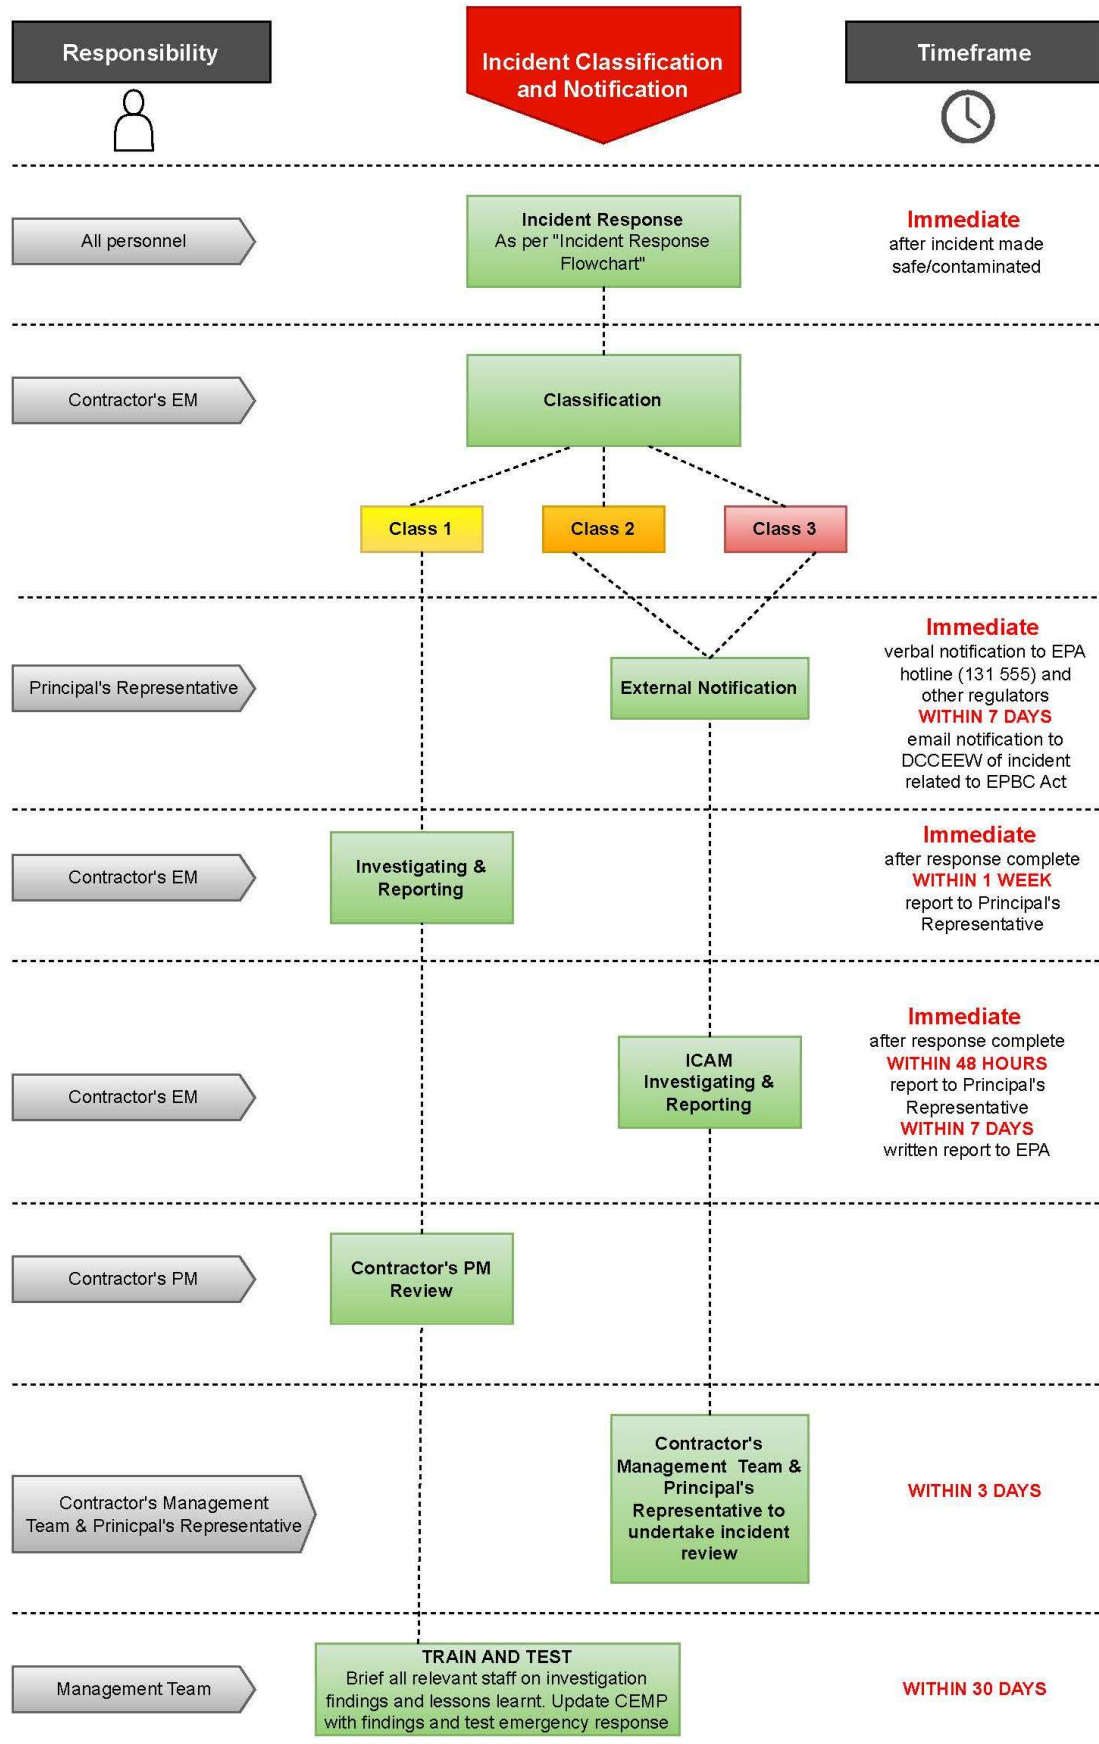 Responsibility
Incident Classification
and Notification
Timeframe
All personnel
Incident Response
As per "Incident Response
Flowchart"
Immediate
after incident made
safe/contaminated
Contractor's EM
Classification
Class 1
Class 2
Class 3
Principal's Representative
External Notification
Immediate
verbal notification to EPA
hotline (131 555) and
other regulators
WITHIN 7 DAYS
email notification to
DCCEEW of incident
related to EPBC Act
Contractor's EM
Investigating &
Reporting
Immediate
after response complete
WITHIN 1 WEEK
report to Principal's
Representative
Contractor's EM
ICAM
Investigating &
Reporting
Immediate
after response complete
WITHIN 48 HOURS
report to Principal's
Representative
WITHIN 7 DAYS
written report to EPA
Contractor's PM
Contractor's PM
Review
Contractor's Management
Team & Prinicpal's Representative
Contractor's
Management Team &
Principal's
Representative to
undertake incident
review
WITHIN 3 DAYS
Management Team
TRAIN AND TEST
Brief all relevant staff on investigation
findings and lessons learnt. Update CEMP
with findings and test emergency response
WITHIN 30 DAYS